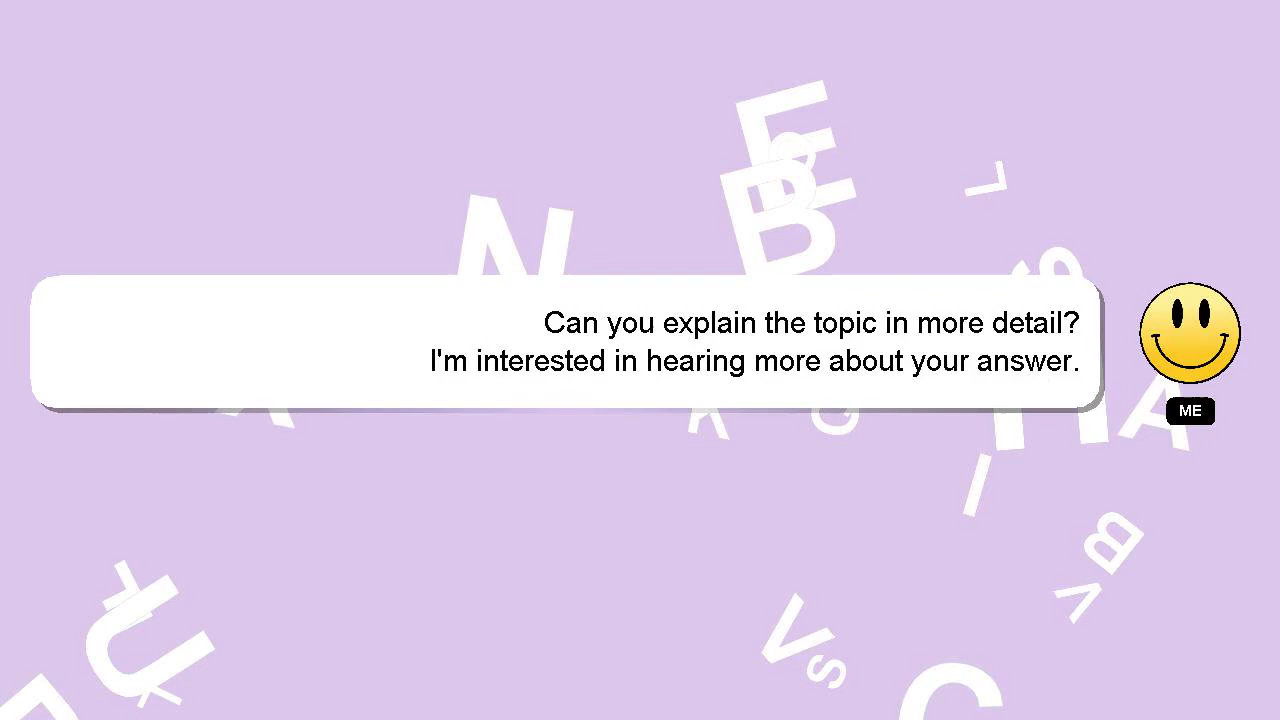 E
B
L
N
S
Can you explain the topic in more detail?
I'm interested in hearing more about your answer.
ME
K
G
A
I
B
V
U
V
S
C